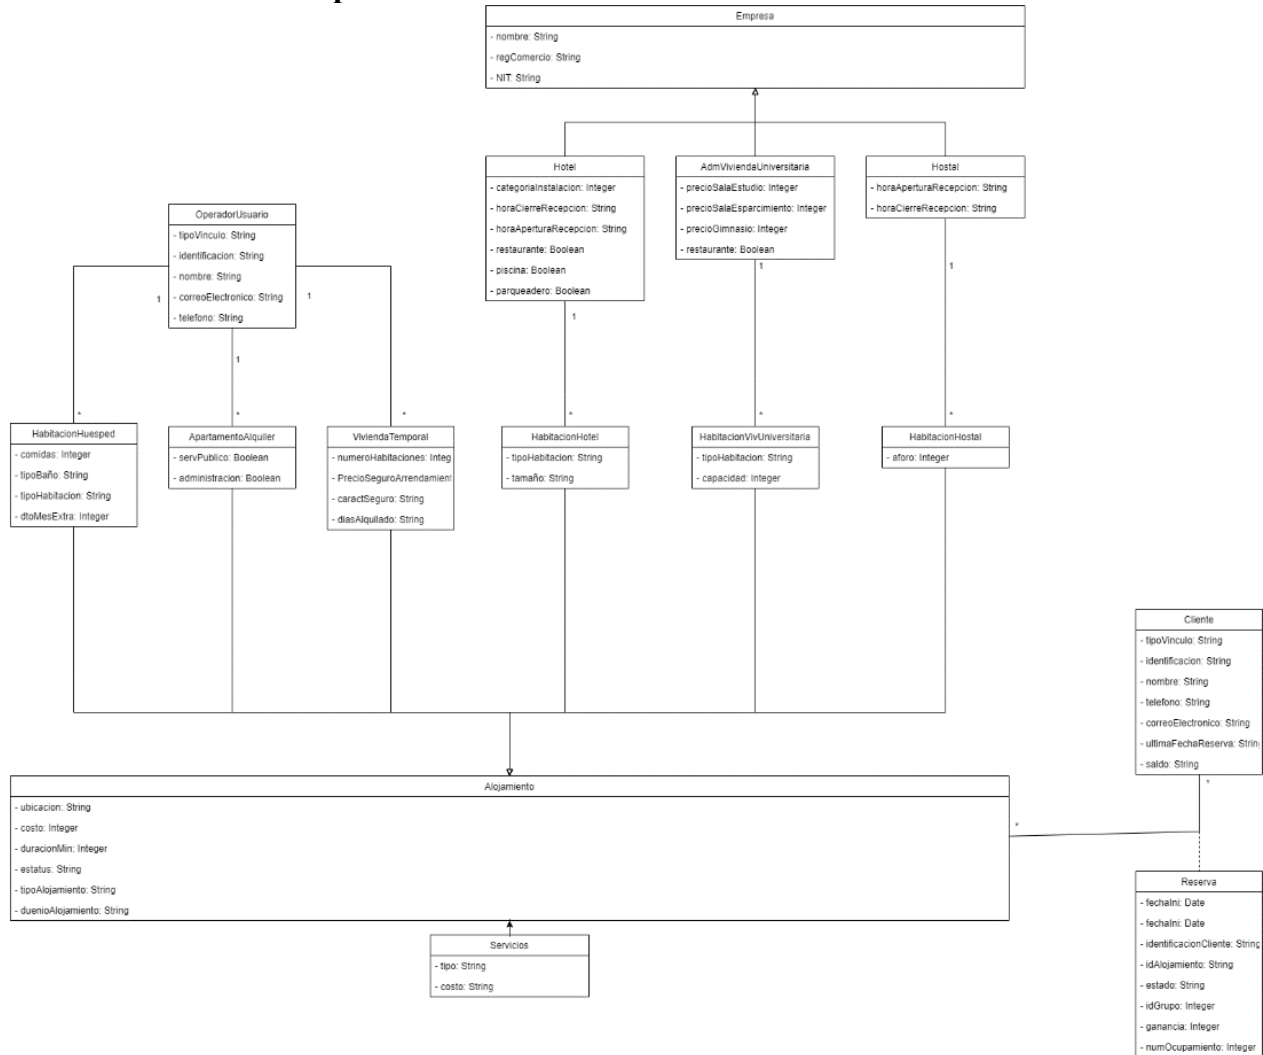 Empresa
- nombre: String
- regComercio: String
- NIT: String
Hotel
- categoriaInstalacion: Integer
- horaCierreRecepcion: String
- horaAperturaRecepcion: String
- restaurante: Boolean
- piscina: Boolean
- parqueadero: Boolean
1
AdmViviendaUniversitaria
- precioSalaEstudio: Integer
- precioSalaEsparcimiento: Integer
- precioGimnasio: Integer
- restaurante: Boolean
1
Hostal
- horaAperturaRecepcion: String
- horaCierreRecepcion: String
1
OperadorUsuario
- tipoVinculo: String
- identificacion: String
- nombre: String
- correoElectronico: String
- telefono: String
1
1
1
*
HabitacionHuesped
- comidas: Integer
- tipoBaño: String
- tipoHabitacion: String
- dtoMesExtra: Integer
*
ApartamentoAlquiler
- servPublico: Boolean
- administracion: Boolean
*
ViviendaTemporal
- numeroHabitaciones: Integ
- PrecioSeguroArrendamient
- caractSeguro: String
- diasAlquilado: String
*
HabitacionHotel
- tipoHabitacion: String
- tamaño: String
*
HabitacionVivUniversitaria
- tipoHabitacion: String
- capacidad: Integer
*
HabitacionHostal
- aforo: Integer
Cliente
- tipoVinculo: String
- identificacion: String
- nombre: String
- telefono: String
- correoElectronico: String
- ultimaFechaReserva: Strin
- saldo: String
*
*
Alojamiento
- ubicacion: String
- costo: Integer
- duracionMin: Integer
- estatus: String
- tipoAlojamiento: String
- duenioAlojamiento: String
Servicios
- tipo: String
- costo: String
Reserva
- fechaIni: Date
- fechaIni: Date
- identificacionCliente: String
- idAlojamiento: String
- estado: String
- idGrupo: Integer
- ganancia: Integer
- numOcupamiento: Integer